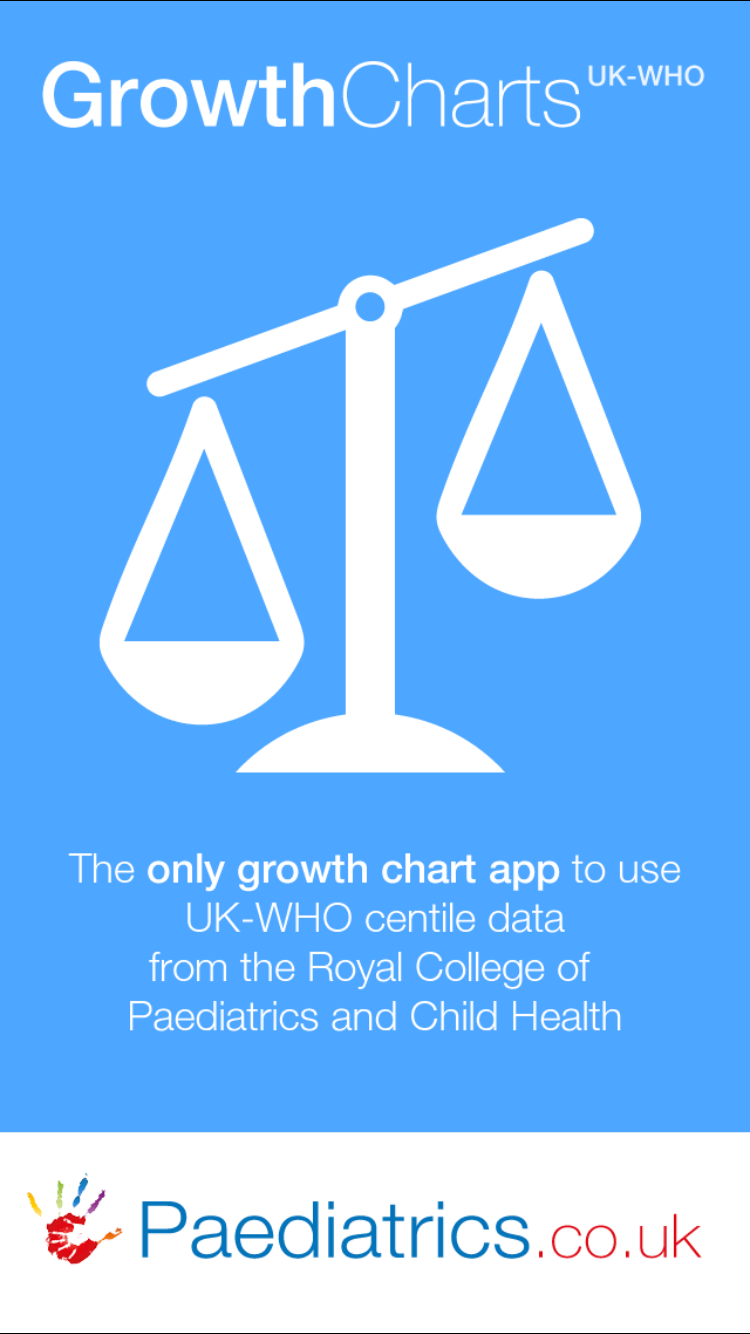 GrowthCharts UK-WHO
The only growth chart app to use
UK-WHO centile data
from the Royal College of
Paediatrics and Child Health
Paediatrics.co.uk